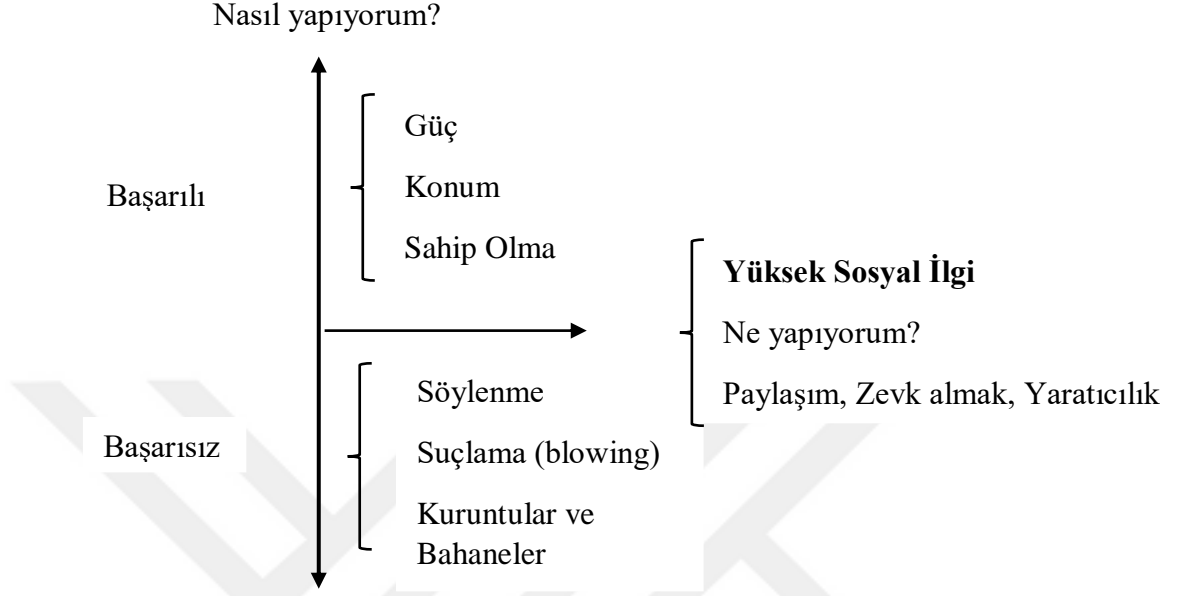 Nasıl yapıyorum?
Güç
Başarılı
Konum
Sahip Olma
Yüksek Sosyal İlgi
Ne yapıyorum?
Paylaşım, Zevk almak, Yaratıcılık
Söylenme
Başarısız
Suçlama (blowing)
Kuruntular ve
Bahaneler